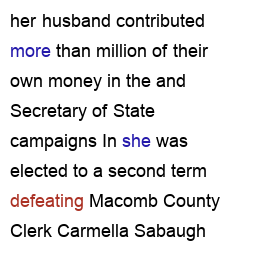 her husband contributed
more than million of their
own money in the and
Secretary of State
campaigns In she was
elected to a second term
defeating Macomb County
Clerk Carmella Sabaugh